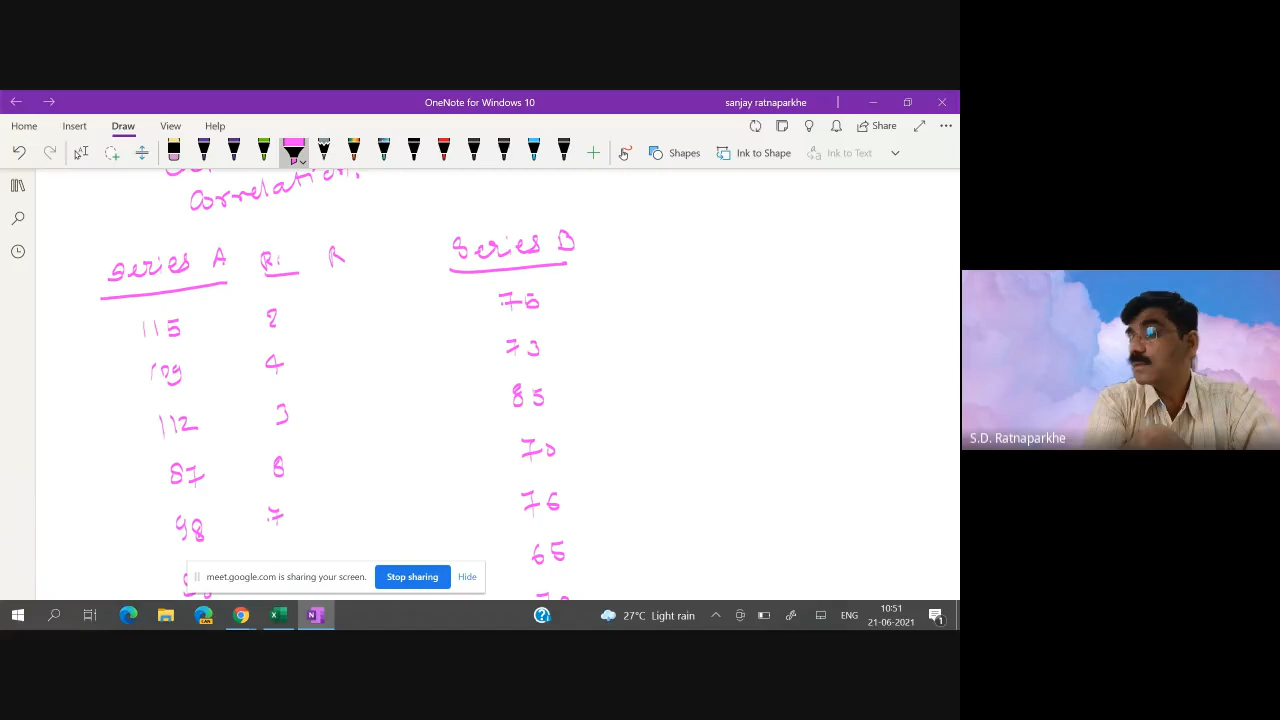 OneNote for Windows 10
sanjay ratnaparkhe
Home Insert Draw View Help
Share
Shapes Ink to Shape Ink to Text
Correlation.
Series A R. R Series B
115 2 75
109 4 73
112 3 85
87 8 70
98 7 76
65
meet.google.com is sharing your screen. Stop sharing Hide
S.D. Ratnaparkhe
27°C Light rain ENG 10:51
21-06-2021